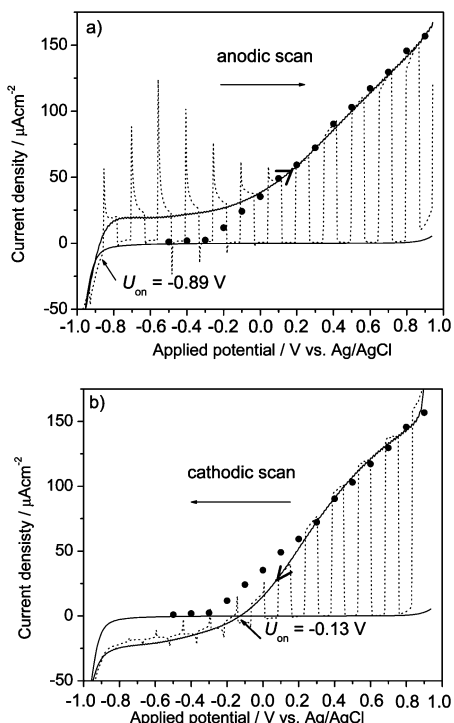 a)
anodic scan
150
100
50
0
-50
Current density / μAcm-2
Uon = -0.89 V
-1.0 -0.8 -0.6 -0.4 -0.2 0.0 0.2 0.4 0.6 0.8 1.0
Applied potential / V vs. Ag/AgCl
b)
cathodic scan
150
100
50
0
-50
Current densisty / μAcm-2
Uon = -0.13 V
-1.0 -0.8 -0.6 -0.4 -0.2 0.0 0.2 0.4 0.6 0.8 1.0
Applied potential / V vs. Ag/AgCl